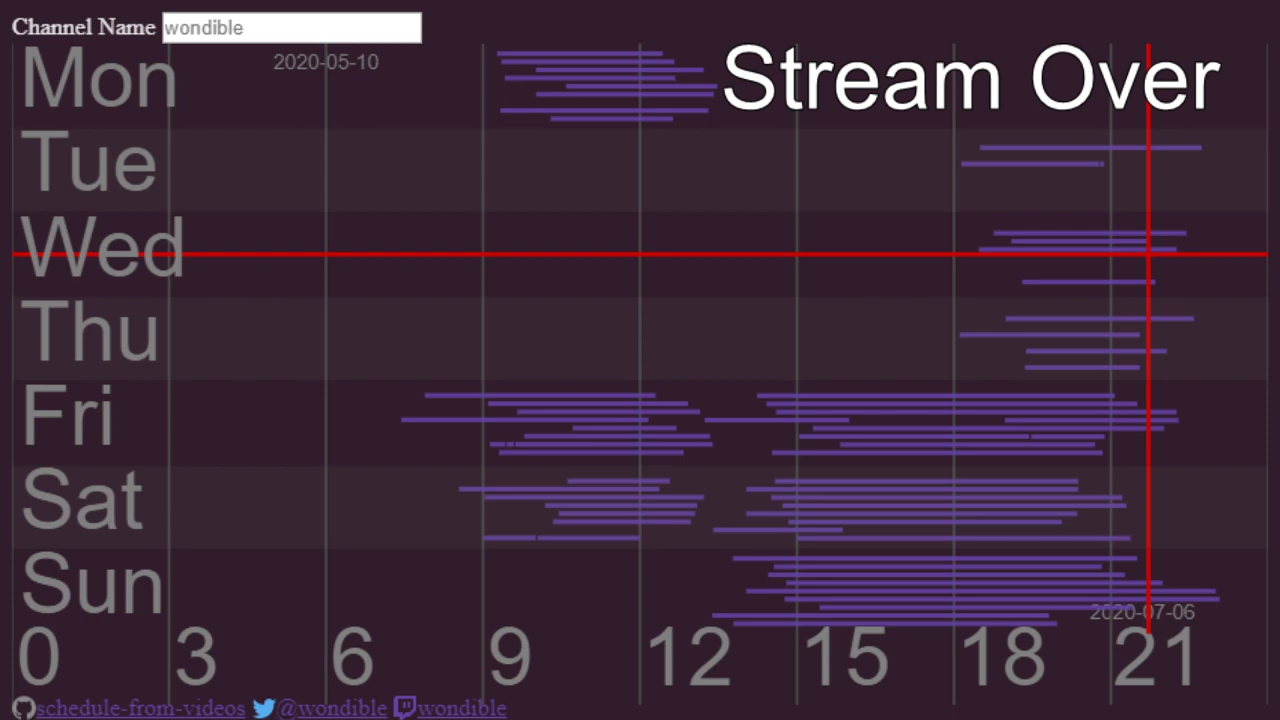 Channel Name wondible
2020-05-10
Stream Over
Mon
Tue
Wed
Thu
Fri
Sat
Sun
2020-07-06
0 3 6 9 12 15 18 21
schedule-from-videos @wondible wondible